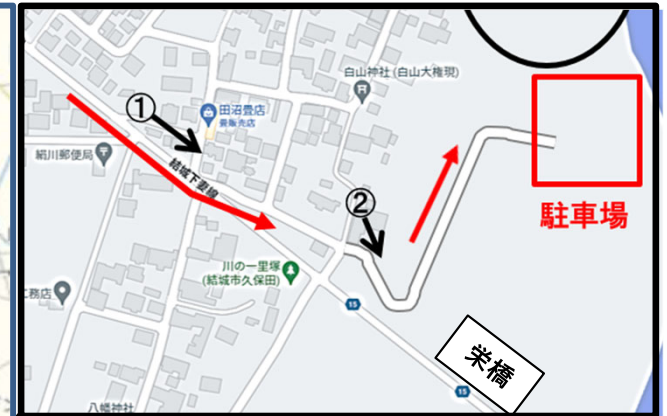 白山神社 (白山大権現)
①
田沼畳店
畳販売店
絹川郵便局
結城下妻線
駐車場
②
川の一里塚
(結城市久保田)
工務店
15
栄橋
15
八幡神社